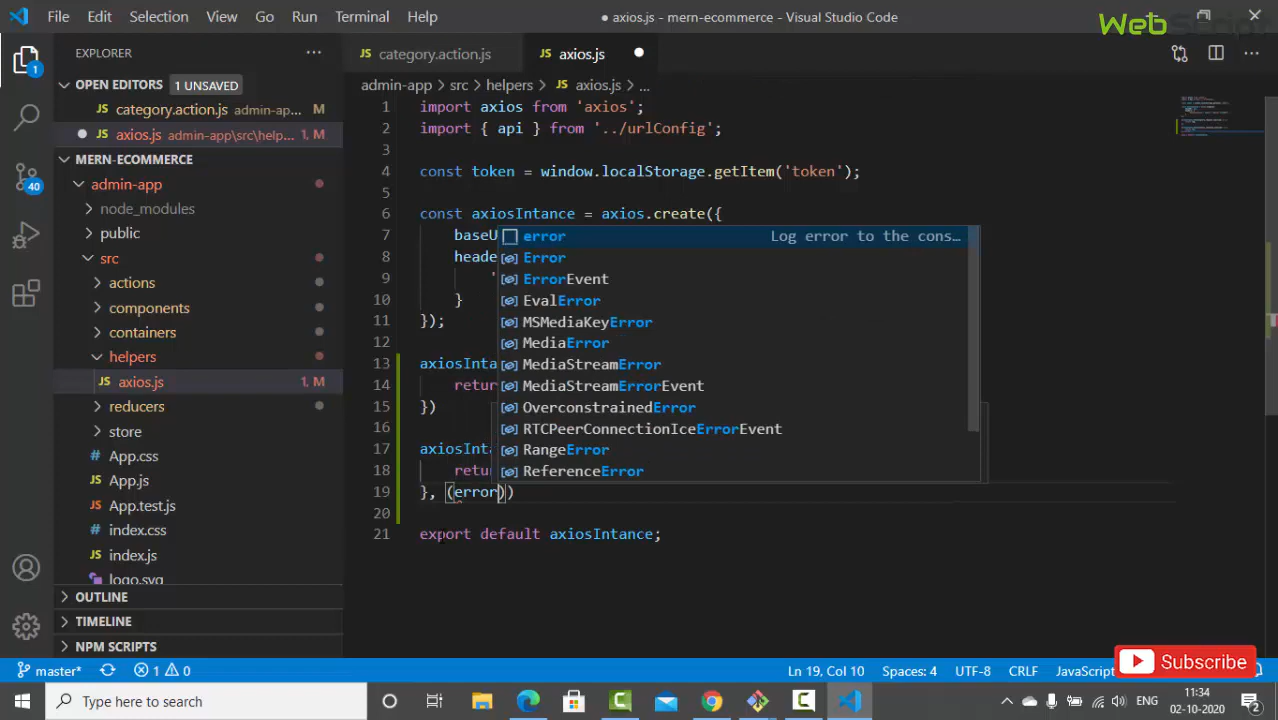 File Edit Selection View Go Run Terminal Help
● axios.js - mern-ecommerce - Visual Studio Code
WebScript
EXPLORER
OPEN EDITORS 1 UNSAVED
JS category.action.js admin-ap... M
● JS axios.js admin-app\src\help... 1, M
MERN-ECOMMERCE
admin-app
node_modules
public
src
actions
components
containers
helpers
JS axios.js 1, M
reducers
store
# App.css
JS App.js
JS App.test.js
# index.css
JS index.js
logo.svg
OUTLINE
TIMELINE
NPM SCRIPTS
1
40
JS category.action.js
JS axios.js ●
admin-app > src > helpers > JS axios.js > ...
1 import axios from 'axios';
2 import { api } from '../urlConfig';
3
4 const token = window.localStorage.getItem('token');
5
6 const axiosIntance = axios.create({
7 baseU
8 heade
9 '
10 }
11 });
12
13 axiosInta
14 retur
15 })
16
17 axiosInta
18 retu
19 }, (error))
20
21 export default axiosIntance;
error Log error to the cons...
Error
ErrorEvent
EvalError
MSMediaKeyError
MediaError
MediaStreamError
MediaStreamErrorEvent
OverconstrainedError
RTCPeerConnectionIceErrorEvent
RangeError
ReferenceError
Subscribe
master* 1 0 Ln 19, Col 10 Spaces: 4 UTF-8 CRLF JavaScript
Type here to search
ENG
11:34
02-10-2020
2